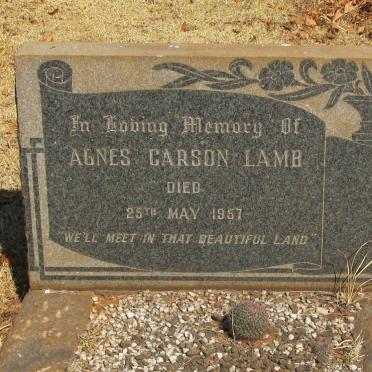 In Loving Memory Of
AGNES CARSON LAMB
DIED
25TH MAY 1957
"WE'LL MEET IN THAT BEAUTIFUL LAND"